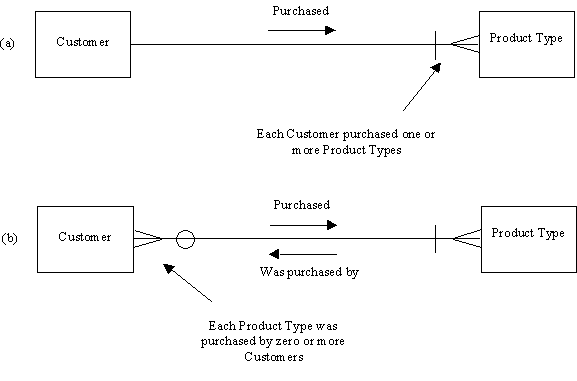 Purchased
(a)
Customer
Product Type
Each Customer purchased one or
more Product Types
Purchased
(b)
Customer
Product Type
Was purchased by
Each Product Type was
purchased by zero or more
Customers